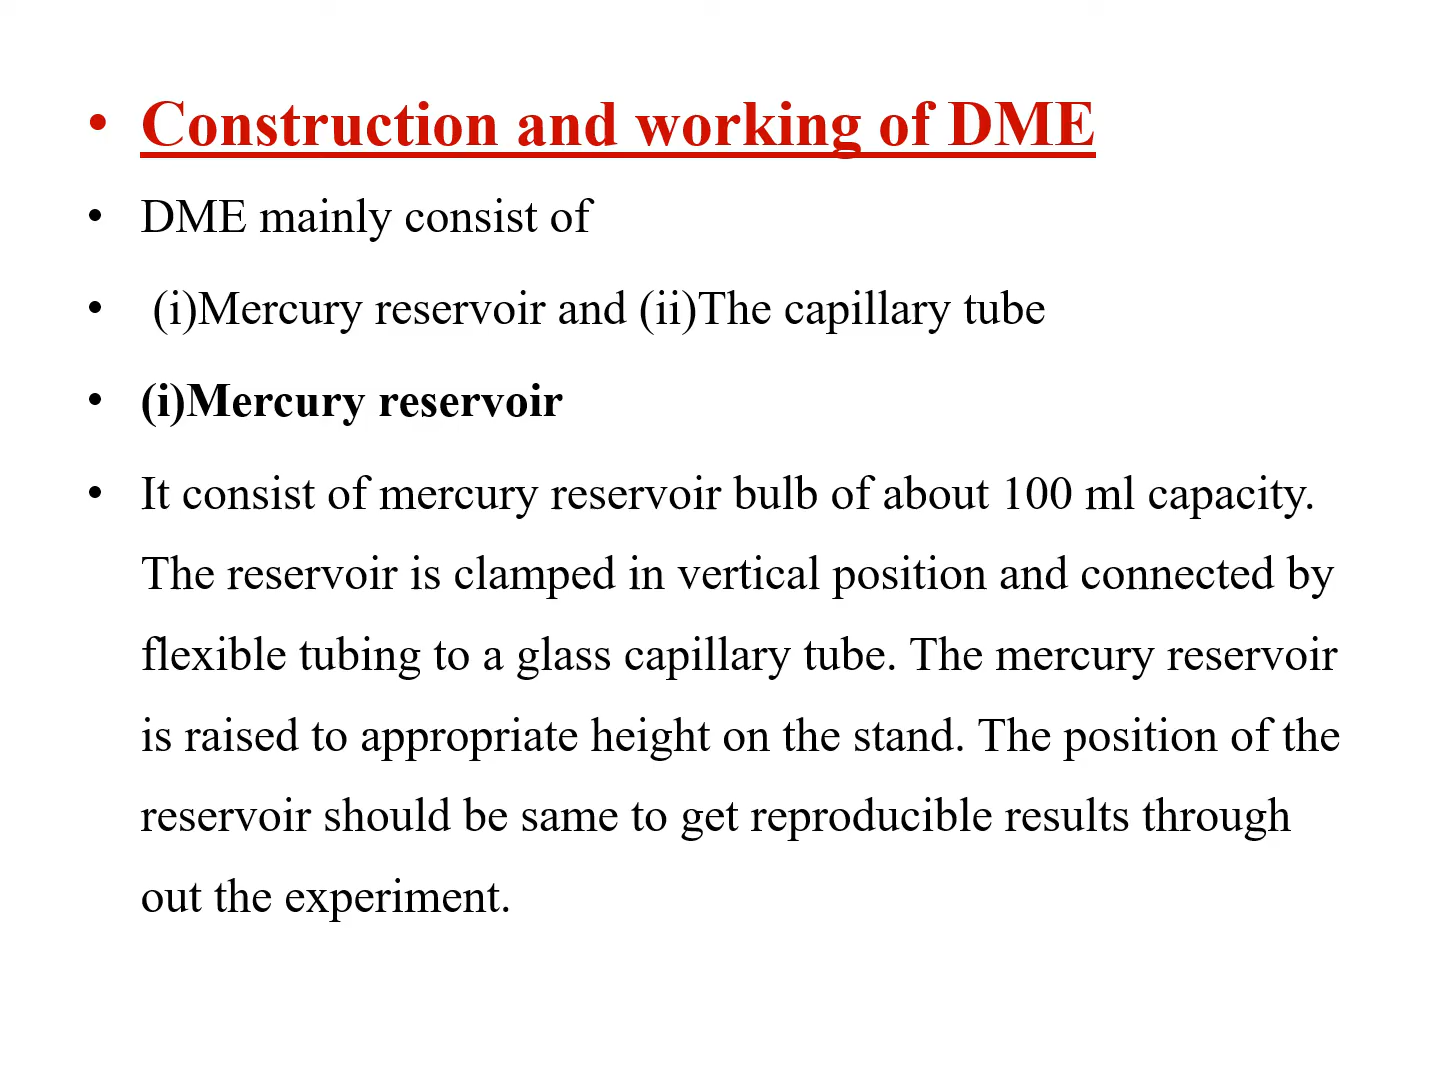 • Construction and working of DME
• DME mainly consist of
• (i)Mercury reservoir and (ii)The capillary tube
• (i)Mercury reservoir
• It consist of mercury reservoir bulb of about 100 ml capacity.
The reservoir is clamped in vertical position and connected by
flexible tubing to a glass capillary tube. The mercury reservoir
is raised to appropriate height on the stand. The position of the
reservoir should be same to get reproducible results through
out the experiment.